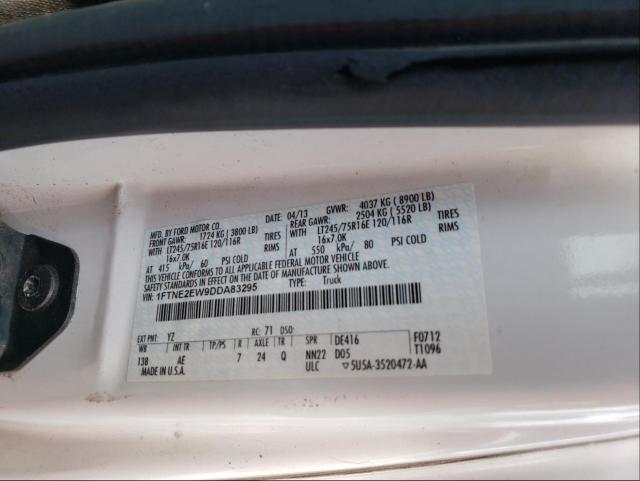 MFD. BY FORD MOTOR CO.
DATE: 04/13 GVWR: 4037 KG ( 8900 LB)
FRONT GAWR: 1724 KG ( 3800 LB) REAR GAWR: 2504 KG ( 5520 LB)
WITH LT245/75R16E 120/116R TIRES WITH LT245/75R16E 120/116R TIRES
16x7.0K RIMS 16x7.0K RIMS
AT 415 kPa/ 60 PSI COLD AT 550 kPa/ 80 PSI COLD
THIS VEHICLE CONFORMS TO ALL APPLICABLE FEDERAL MOTOR VEHICLE
SAFETY STANDARDS IN EFFECT ON THE DATE OF MANUFACTURE SHOWN ABOVE.
VIN: 1FTNE2EW9DDA83295 TYPE: Truck
EXT PNT: YZ RC: 71 DSO:
WB INT TR TP/PS R AXLE TR SPR DE416 F0712
138 AE 7 24 Q NN22 D05 T1096
MADE IN U.S.A. ULC 5U5A-3520472-AA